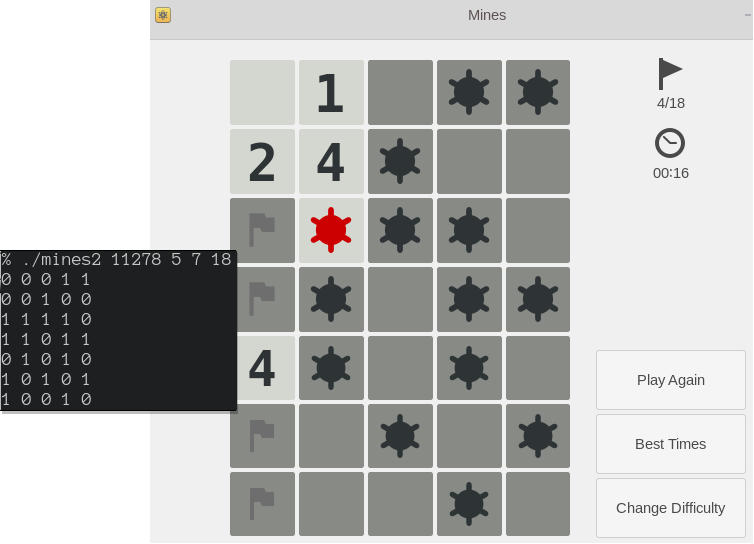 Mines
1
4/18
2 4
00:16
% ./mines2 11278 5 7 18
0 0 0 1 1
0 0 1 0 0
1 1 1 1 0
1 1 0 1 1
0 1 0 1 0
1 0 1 0 1
1 0 0 1 0
4
Play Again
Best Times
Change Difficulty